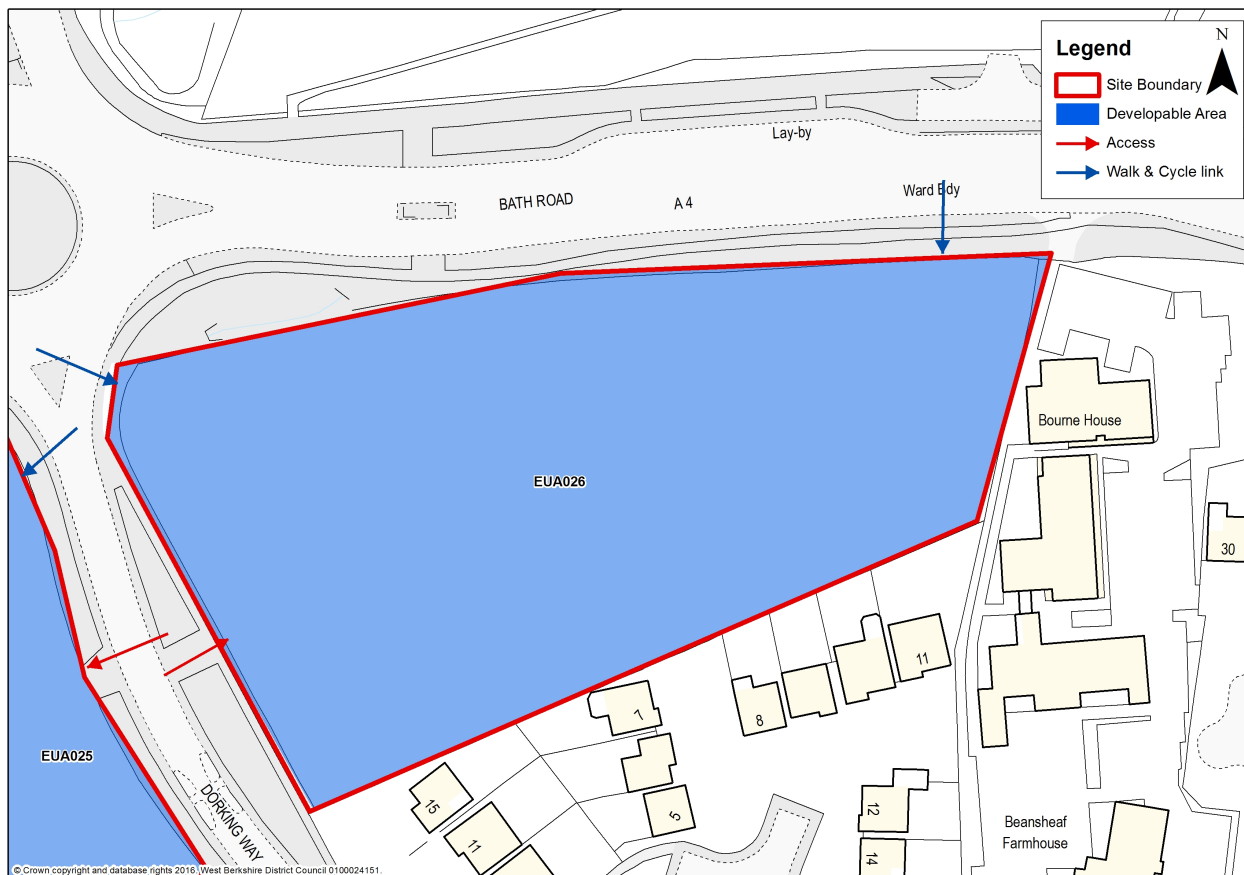 Legend
N
Site Boundary
Developable Area
Access
Walk & Cycle link
Lay-by
Ward Bdy
BATH ROAD
A 4
Bourne House
EUA026
30
11
7
8
EUA025
15
11
5
12
14
DORKING WAY
Beansheaf
Farmhouse
© Crown copyright and database rights 2016. West Berkshire District Council 0100024151.